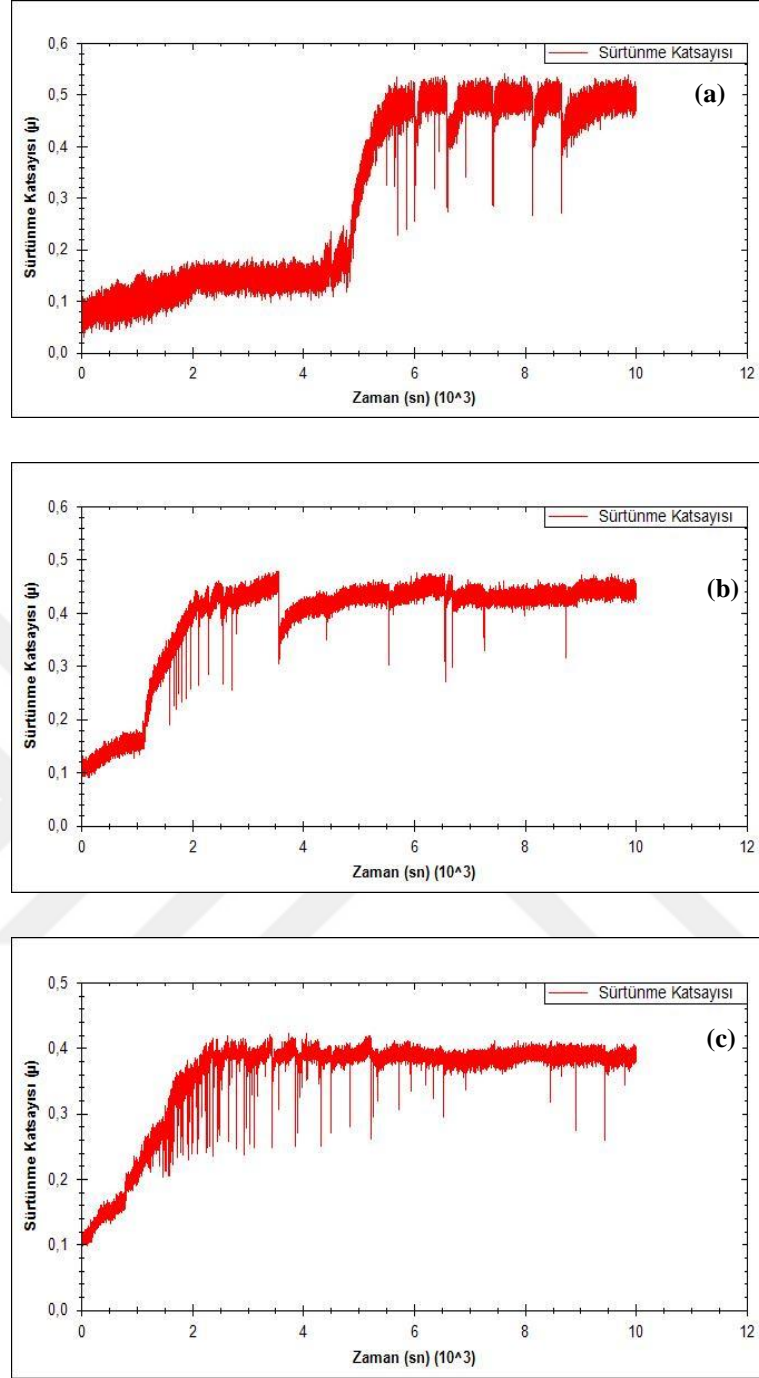 0,6
Sürtünme Katsayısı
(a)
0,5
0,4
0,3
0,2
0,1
0,0
Sürtünme Katsayısı (µ)
0 2 4 6 8 10 12
Zaman (sn) (10^3)
0,6
Sürtünme Katsayısı
(b)
0,5
0,4
0,3
0,2
0,1
0,0
Sürtünme Katsayısı (µ)
0 2 4 6 8 10 12
Zaman (sn) (10^3)
0,5
Sürtünme Katsayısı
(c)
0,4
0,3
0,2
0,1
0,0
Sürtünme Katsayısı (µ)
0 2 4 6 8 10 12
Zaman (sn) (10^3)